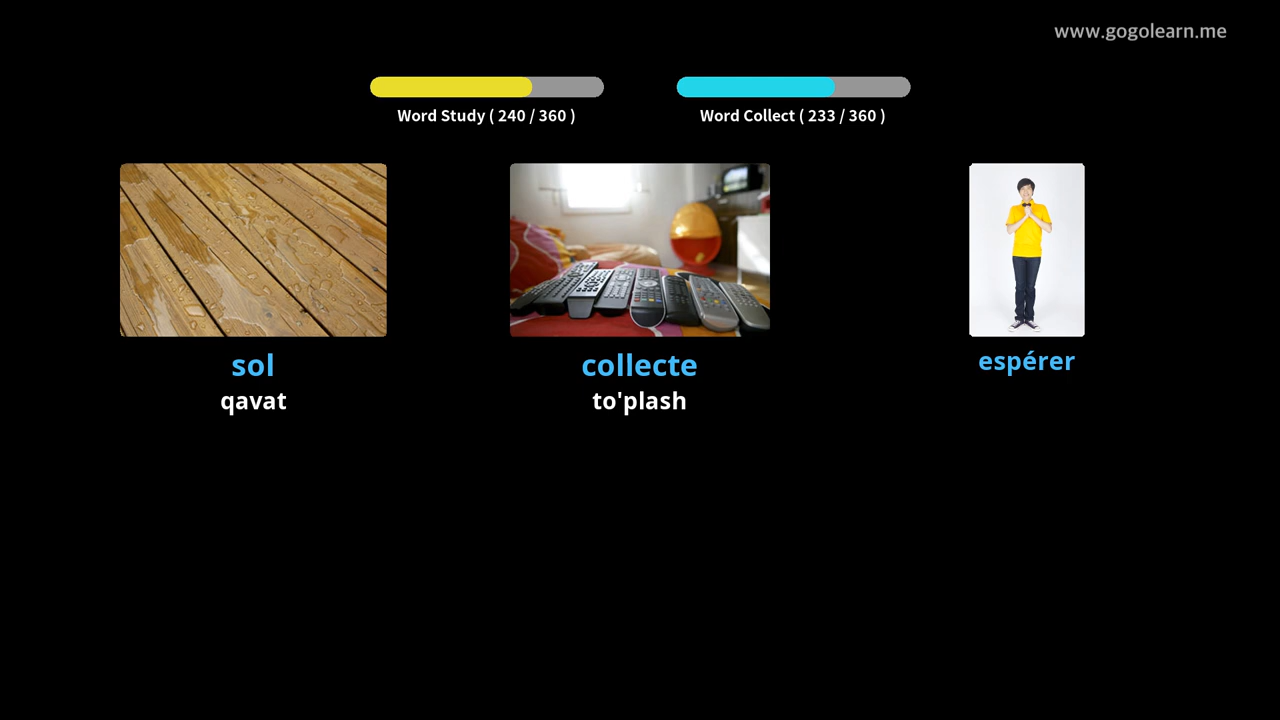 www.gogolearn.me
Word Study ( 240 / 360 )
Word Collect ( 233 / 360 )
sol
qavat
collecte
to'plash
espérer